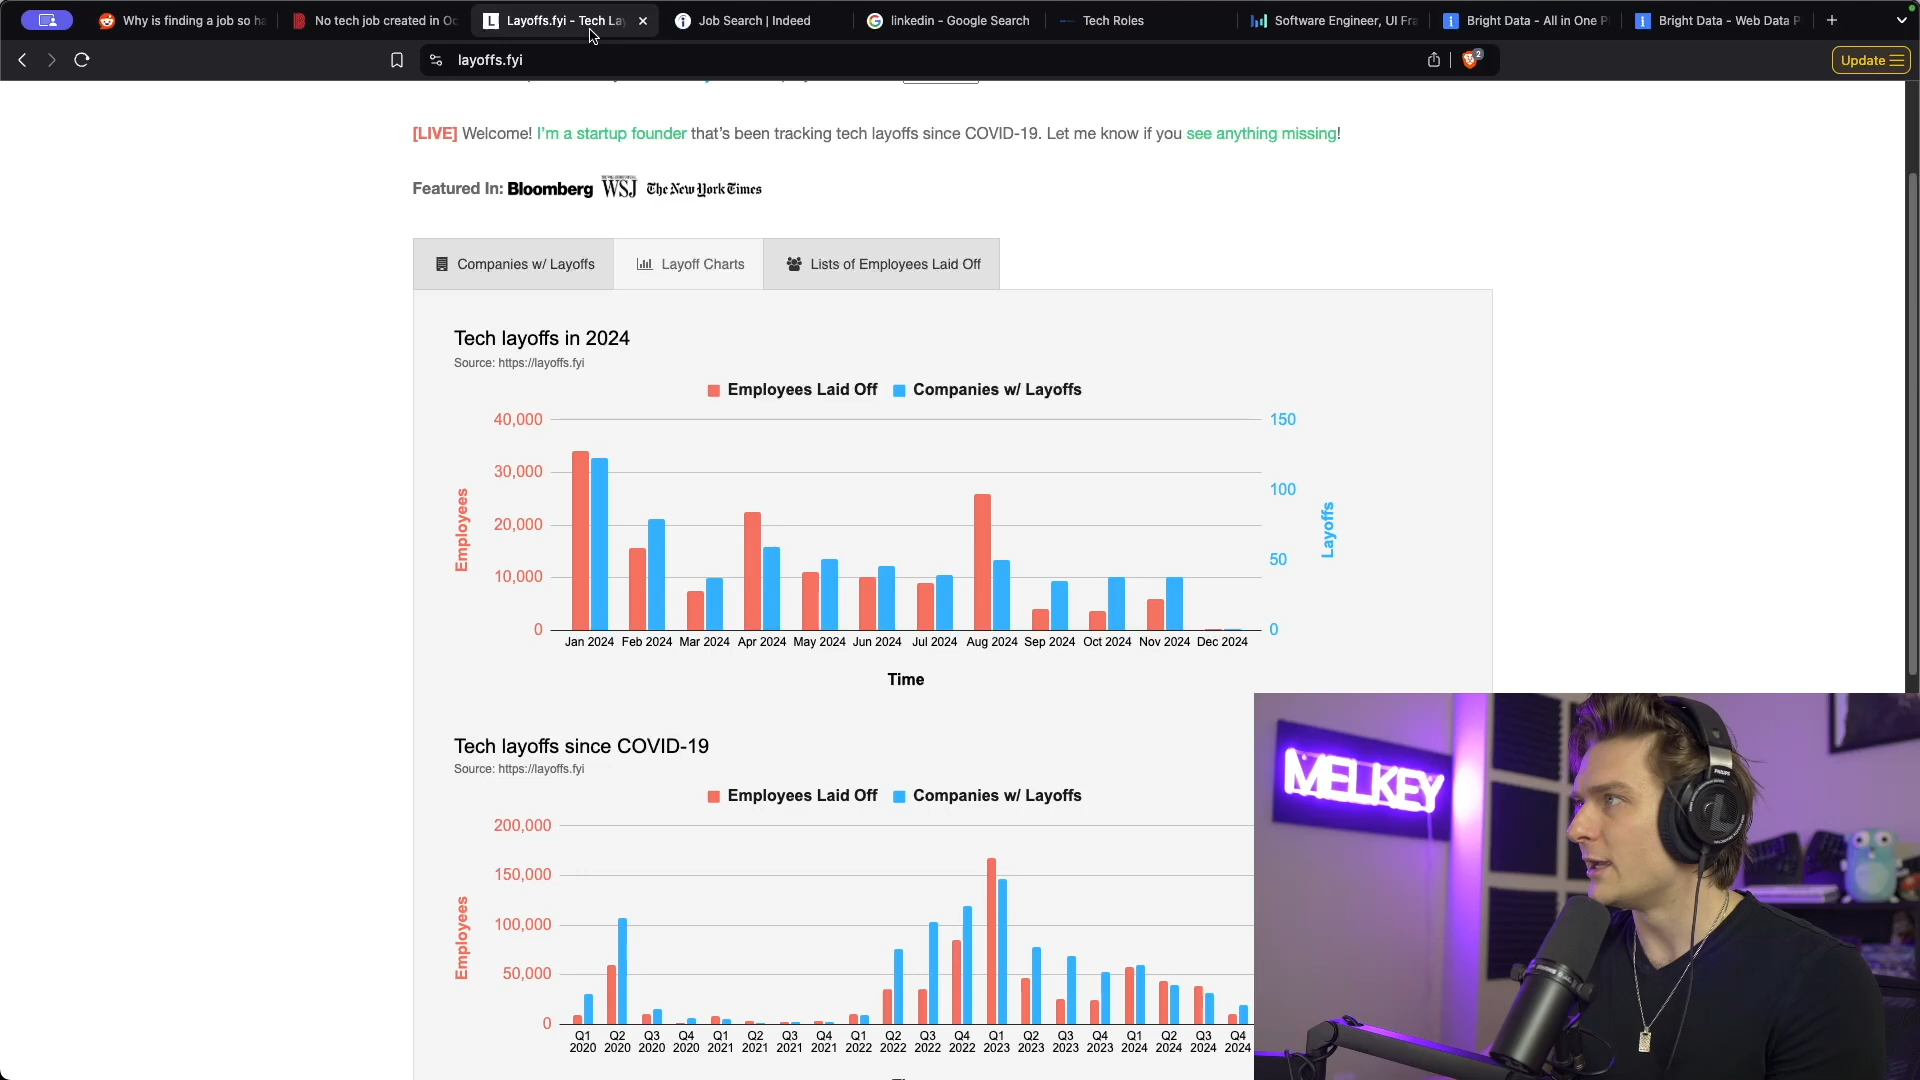 Why is finding a job so ha
No tech job created in Oc
Layoffs.fyi - Tech Lay
Job Search | Indeed
linkedin - Google Search
Tech Roles
Software Engineer, UI Fra
Bright Data - All in One P
Bright Data - Web Data P
layoffs.fyi
2
Update
[LIVE] Welcome! I'm a startup founder that's been tracking tech layoffs since COVID-19. Let me know if you see anything missing!
Featured In: Bloomberg WSJ The New York Times
Companies w/ Layoffs
Layoff Charts
Lists of Employees Laid Off
Tech layoffs in 2024
Source: https://layoffs.fyi
Employees Laid Off
Companies w/ Layoffs
40,000
30,000
20,000
10,000
0
Employees
150
100
50
0
Layoffs
Jan 2024 Feb 2024 Mar 2024 Apr 2024 May 2024 Jun 2024 Jul 2024 Aug 2024 Sep 2024 Oct 2024 Nov 2024 Dec 2024
Time
Tech layoffs since COVID-19
Source: https://layoffs.fyi
Employees Laid Off
Companies w/ Layoffs
200,000
150,000
100,000
50,000
0
Employees
Q1 Q2 Q3 Q4 Q1 Q2 Q3 Q4 Q1 Q2 Q3 Q4 Q1 Q2 Q3 Q4 Q1 Q2 Q3 Q4
2020 2020 2020 2020 2021 2021 2021 2021 2022 2022 2022 2022 2023 2023 2023 2023 2024 2024 2024 2024
MELKEY
PHILIPS
L